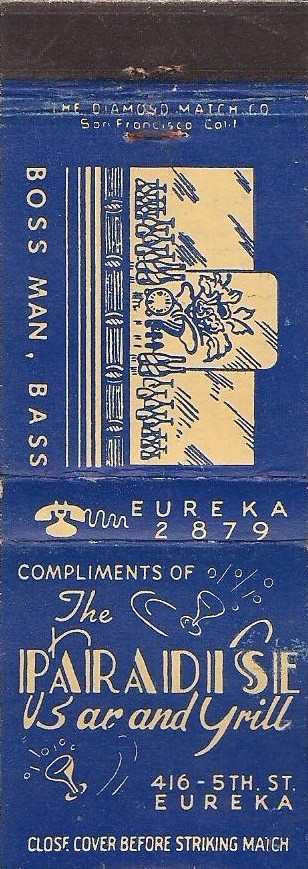 THE DIAMOND MATCH CO
San Francisco Calif
BOSS MAN, BASS
EUREKA
2879
COMPLIMENTS OF
The
PARADISE
Bar and Grill
416-5TH. ST.
EUREKA
CLOSE COVER BEFORE STRIKING MATCH